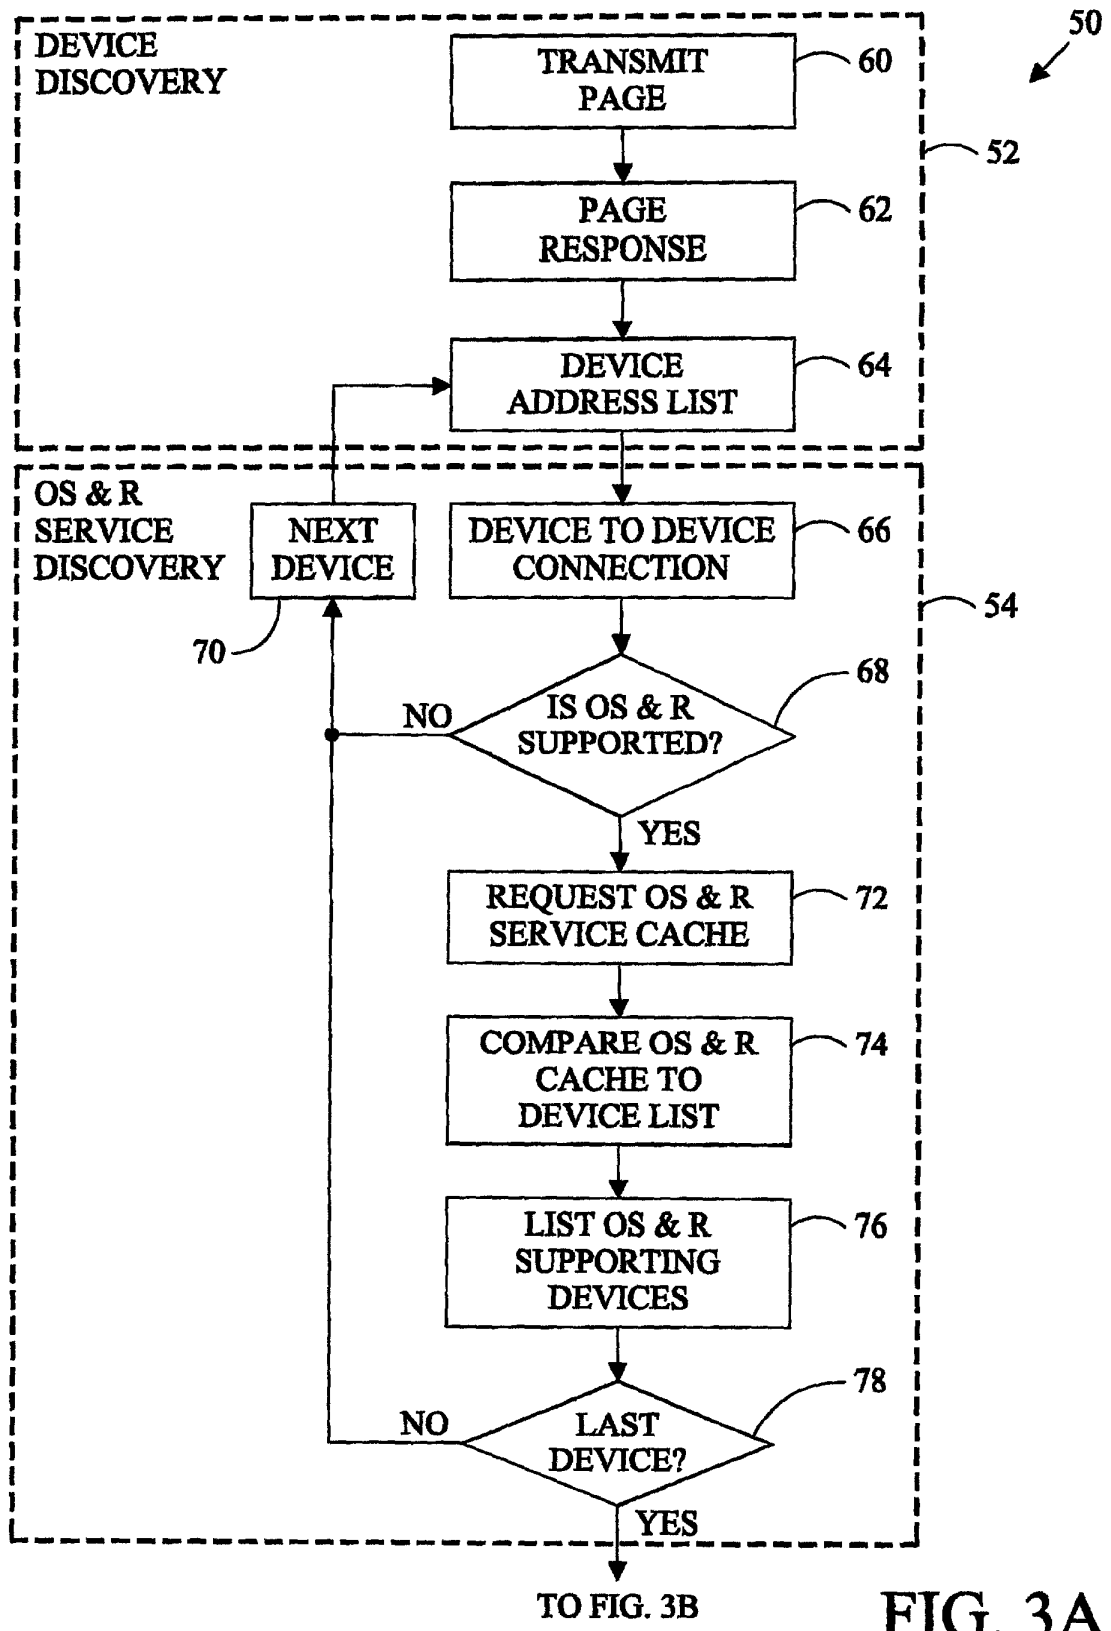 50
DEVICE
DISCOVERY
TRANSMIT
PAGE
60
52
PAGE
RESPONSE
62
DEVICE
ADDRESS LIST
64
OS & R
SERVICE
DISCOVERY
NEXT
DEVICE
70
DEVICE TO DEVICE
CONNECTION
66
54
IS OS & R
SUPPORTED?
68
NO
YES
REQUEST OS & R
SERVICE CACHE
72
COMPARE OS & R
CACHE TO
DEVICE LIST
74
LIST OS & R
SUPPORTING
DEVICES
76
LAST
DEVICE?
78
NO
YES
TO FIG. 3B
FIG. 3A